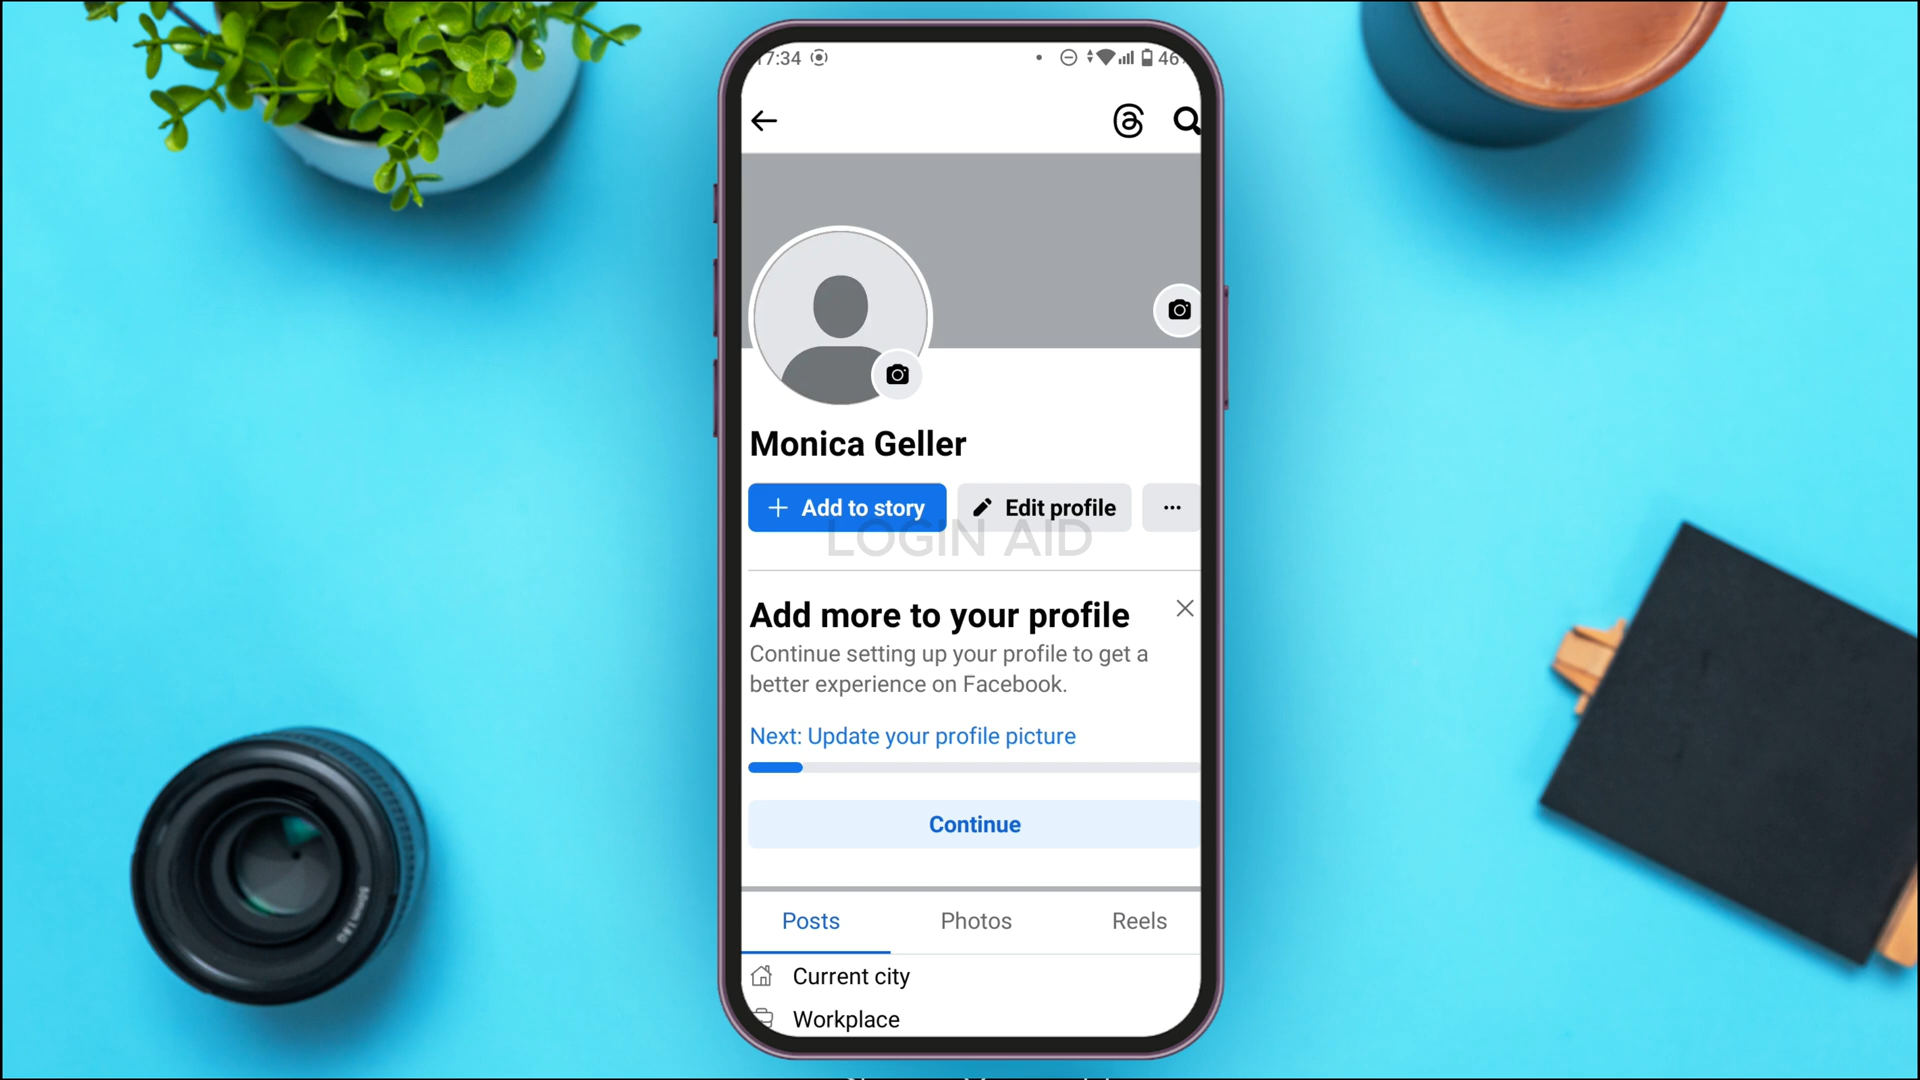 7:34 46
Monica Geller
+ Add to story Edit profile ...
LOGIN AID
Add more to your profile
Continue setting up your profile to get a
better experience on Facebook.
Next: Update your profile picture
Continue
Posts Photos Reels
Current city
Workplace